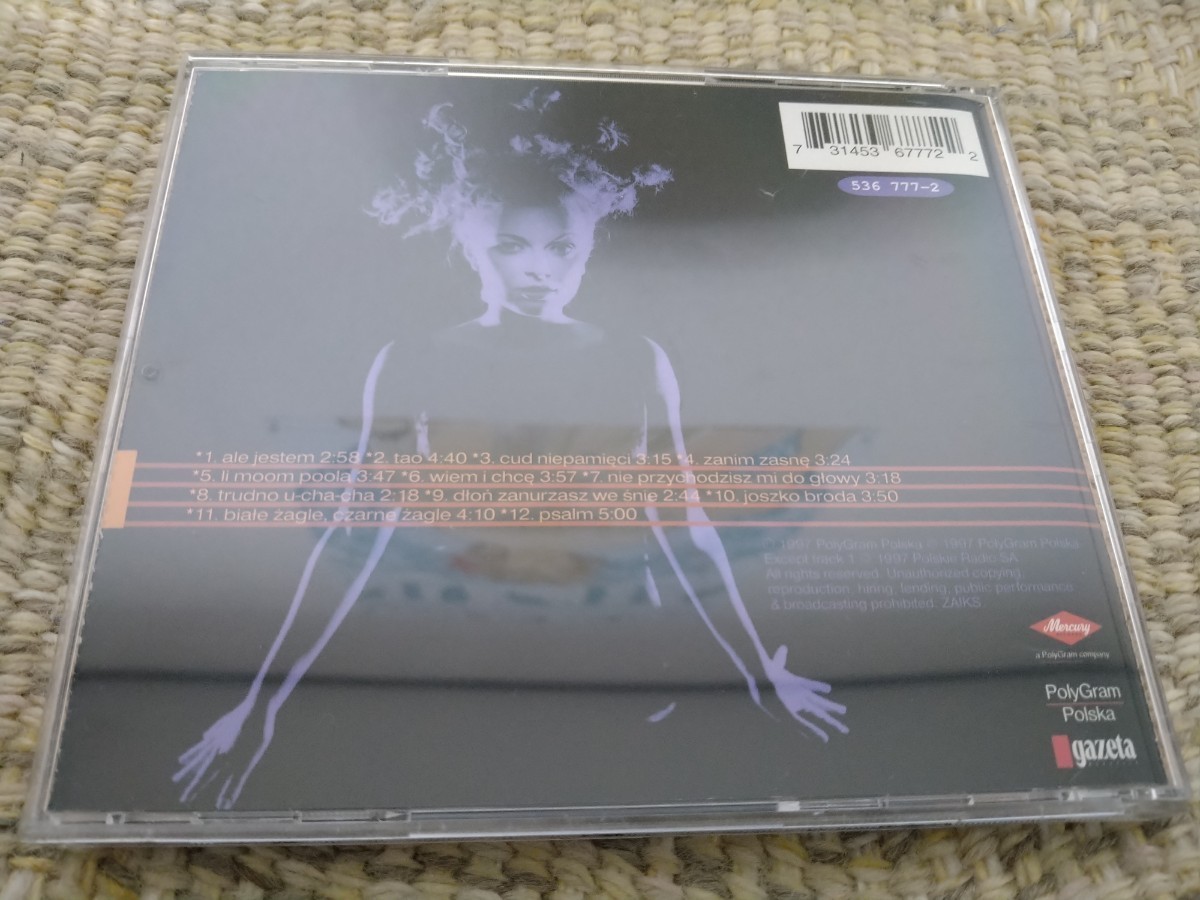 7 31453 67772 2
536 777-2
*1. ale jestem 2:58 *2. tao 4:40 *3. cud niepamięci 3:15 *4. zanim zasnę 3:24
*5. li moom poola 3:47 *6. wiem i chcę 3:57 *7. nie przychodzisz mi do głowy 3:18
*8. trudno u-cha-cha 2:18 *9. dłoń zanurzasz we śnie 2:44 *10. joszko broda 3:50
*11. białe żagle, czarne żagle 4:10 *12. psalm 5:00
℗ 1997 PolyGram Polska © 1997 PolyGram Polska
Except track 1 ℗ 1997 Polskie Radio SA
All rights reserved. Unauthorized copying,
reproduction, hiring, lending, public performance
& broadcasting prohibited. ZAIKS
Mercury
a PolyGram company
PolyGram
Polska
gazeta